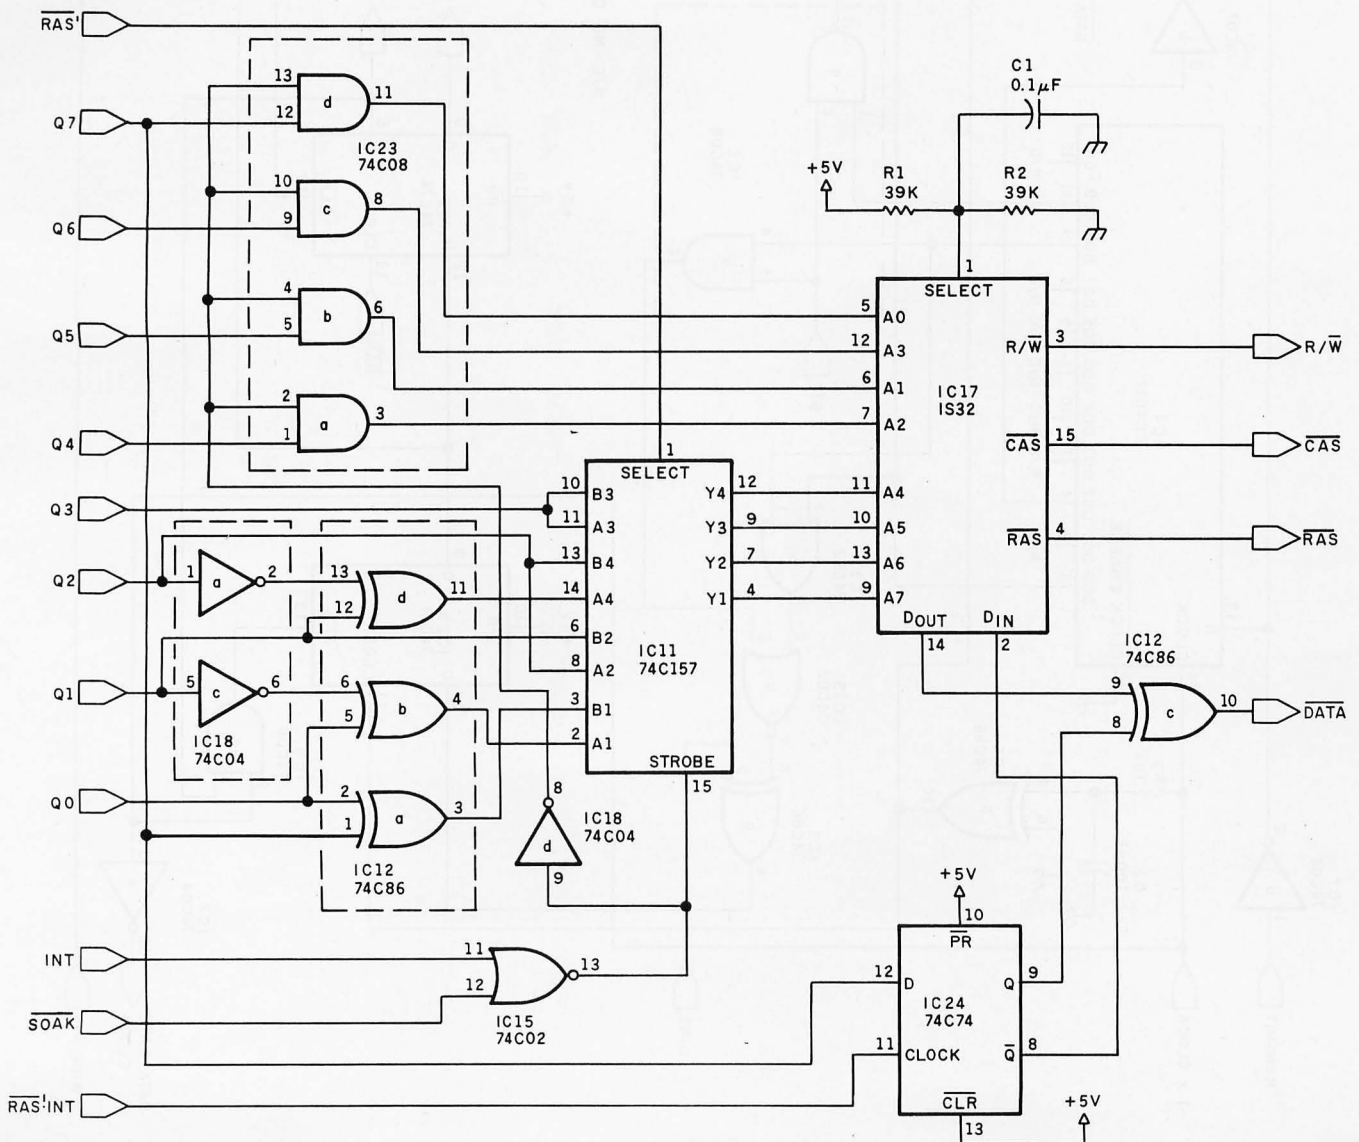 RAS'
Q7
Q6
Q5
Q4
Q3
Q2
Q1
Q0
INT
SOAK
RAS'·INT
13
12
d
11
IC23
74C08
10
9
c
8
4
5
b
6
2
1
a
3
C1
0.1µF
+5V
R1
39K
R2
39K
1
SELECT
5 A0
12 A3
6 A1
7 A2
11 A4
10 A5
13 A6
9 A7
IC17
IS32
R/W 3
CAS 15
RAS 4
R/W
CAS
RAS
DOUT
14
DIN
2
1
SELECT
10 B3
11 A3
13 B4
14 A4
6 B2
8 A2
3 B1
2 A1
Y4 12
Y3 9
Y2 7
Y1 4
IC11
74C157
STROBE
15
1 a 2
5 c 6
IC18
74C04
13
12
d
11
6
5
b
4
2
1
a
3
IC12
74C86
8
d
9
IC18
74C04
11
12
13
IC15
74C02
IC12
74C86
9
8
c
10
DATA
+5V
10
PR
12 D
Q 9
IC24
74C74
11 CLOCK
Q 8
CLR
13
+5V